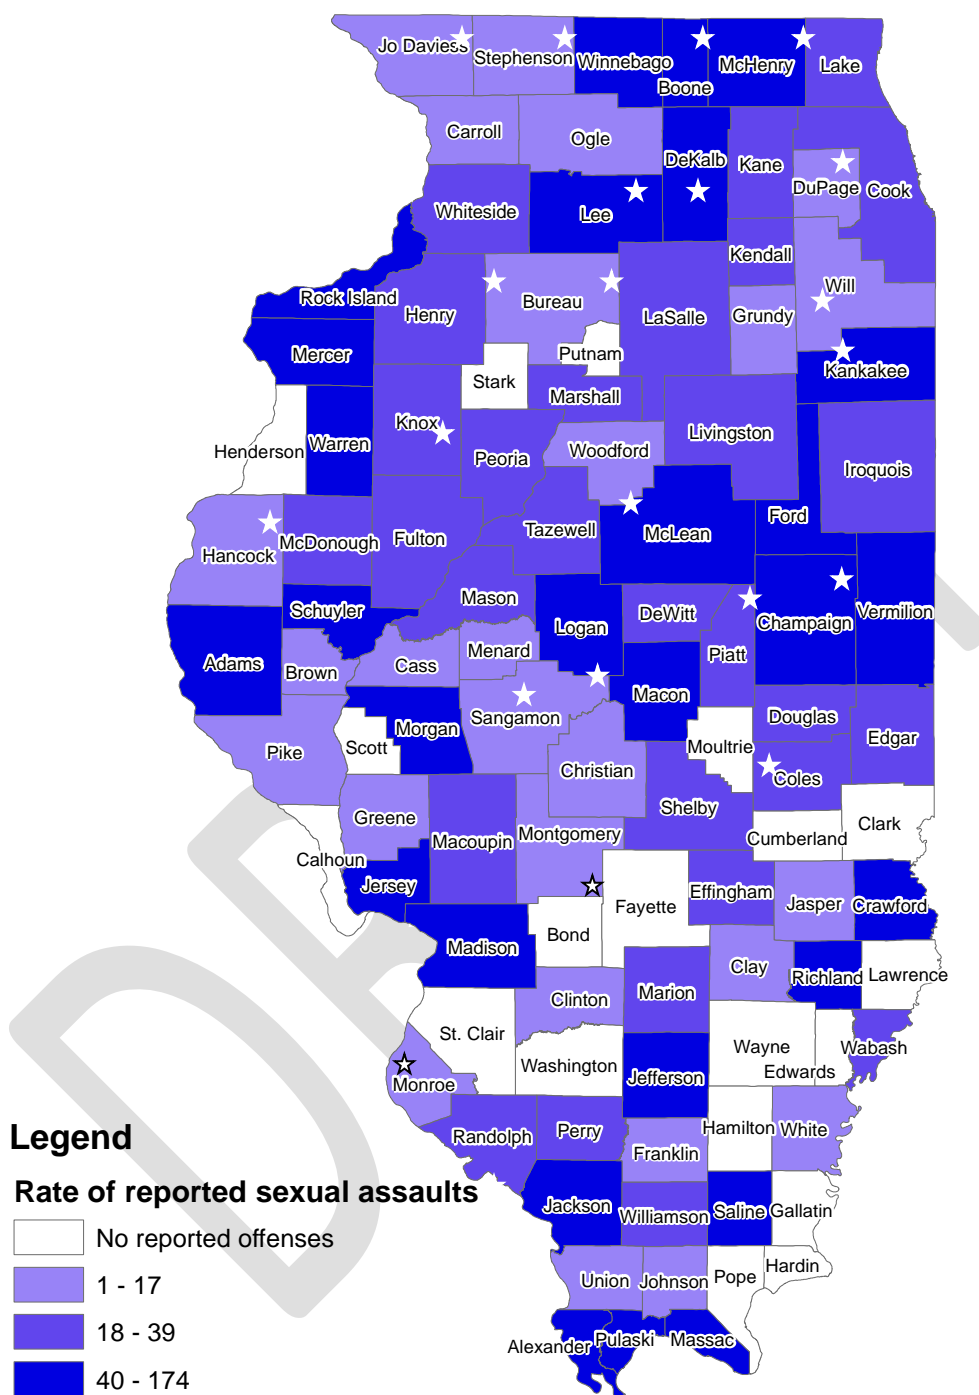 Jo Daviess
Stephenson
Winnebago
Boone
McHenry
Lake
Carroll
Ogle
DeKalb
Kane
DuPage
Cook
Whiteside
Lee
Kendall
Rock Island
Henry
Bureau
LaSalle
Grundy
Will
Mercer
Putnam
Stark
Marshall
Kankakee
Henderson
Warren
Knox
Peoria
Woodford
Livingston
Iroquois
Hancock
McDonough
Fulton
Tazewell
McLean
Ford
Schuyler
Mason
Logan
DeWitt
Champaign
Vermilion
Adams
Brown
Cass
Menard
Piatt
Macon
Pike
Scott
Morgan
Sangamon
Christian
Moultrie
Douglas
Edgar
Coles
Greene
Macoupin
Montgomery
Shelby
Cumberland
Clark
Calhoun
Jersey
Fayette
Effingham
Jasper
Crawford
Madison
Bond
Clay
Richland
Lawrence
Clinton
Marion
St. Clair
Washington
Wayne
Edwards
Wabash
Monroe
Jefferson
Randolph
Perry
Franklin
Hamilton
White
Jackson
Williamson
Saline
Gallatin
Union
Johnson
Pope
Hardin
Alexander
Pulaski
Massac
Legend
Rate of reported sexual assaults
No reported offenses
1 - 17
18 - 39
40 - 174